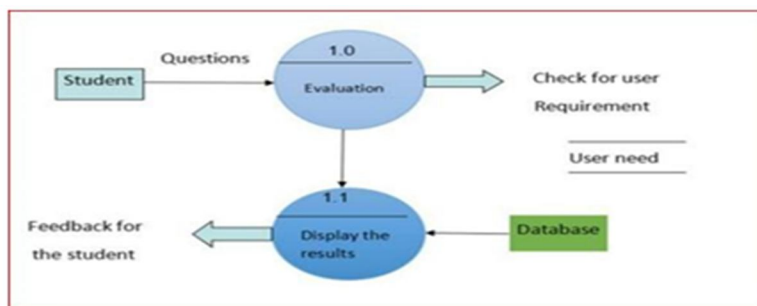 1.0
Questions
Student
Evaluation
Check for user
Requirement
User need
1.1
Feedback for
the student
Display the
results
Database